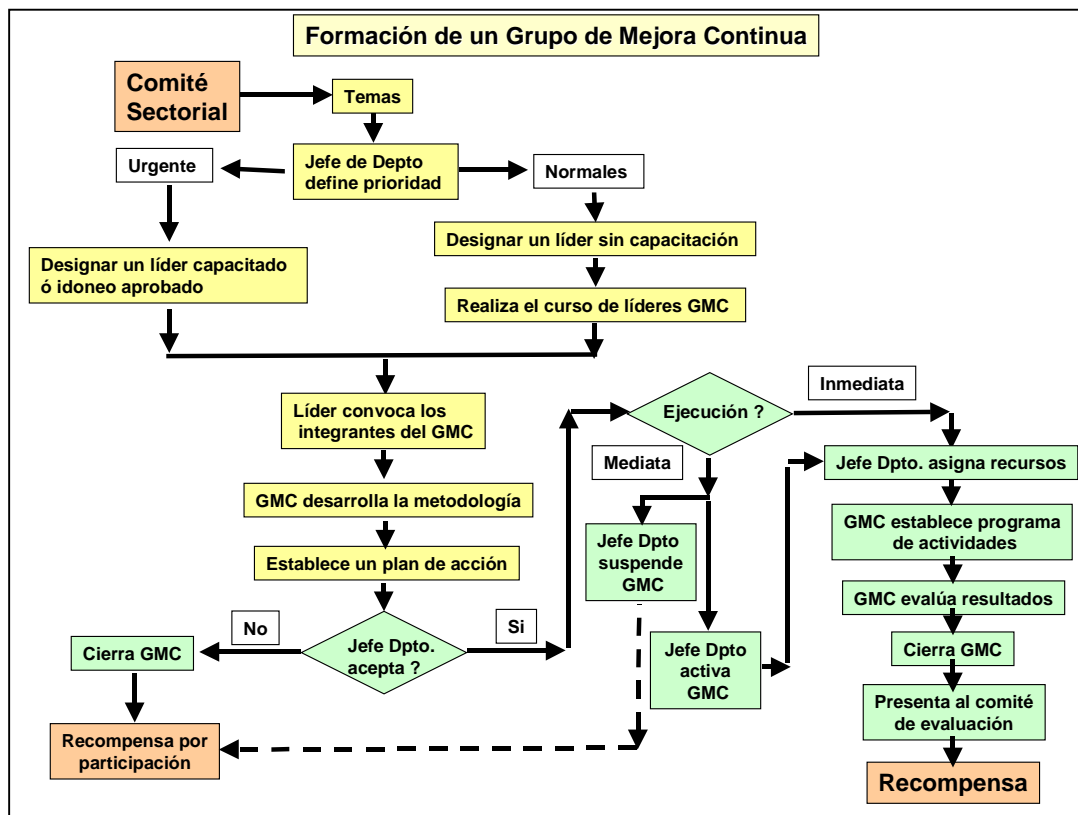 Formación de un Grupo de Mejora Continua
Comité
Sectorial
Temas
Urgente
Jefe de Depto
define prioridad
Normales
Designar un líder capacitado
ó idoneo aprobado
Designar un líder sin capacitación
Realiza el curso de líderes GMC
Líder convoca los
integrantes del GMC
GMC desarrolla la metodología
Establece un plan de acción
Jefe Dpto.
acepta ?
No
Si
Cierra GMC
Recompensa por
participación
Ejecución ?
Inmediata
Mediata
Jefe Dpto
suspende
GMC
Jefe Dpto
activa
GMC
Jefe Dpto. asigna recursos
GMC establece programa
de actividades
GMC evalúa resultados
Cierra GMC
Presenta al comité
de evaluación
Recompensa